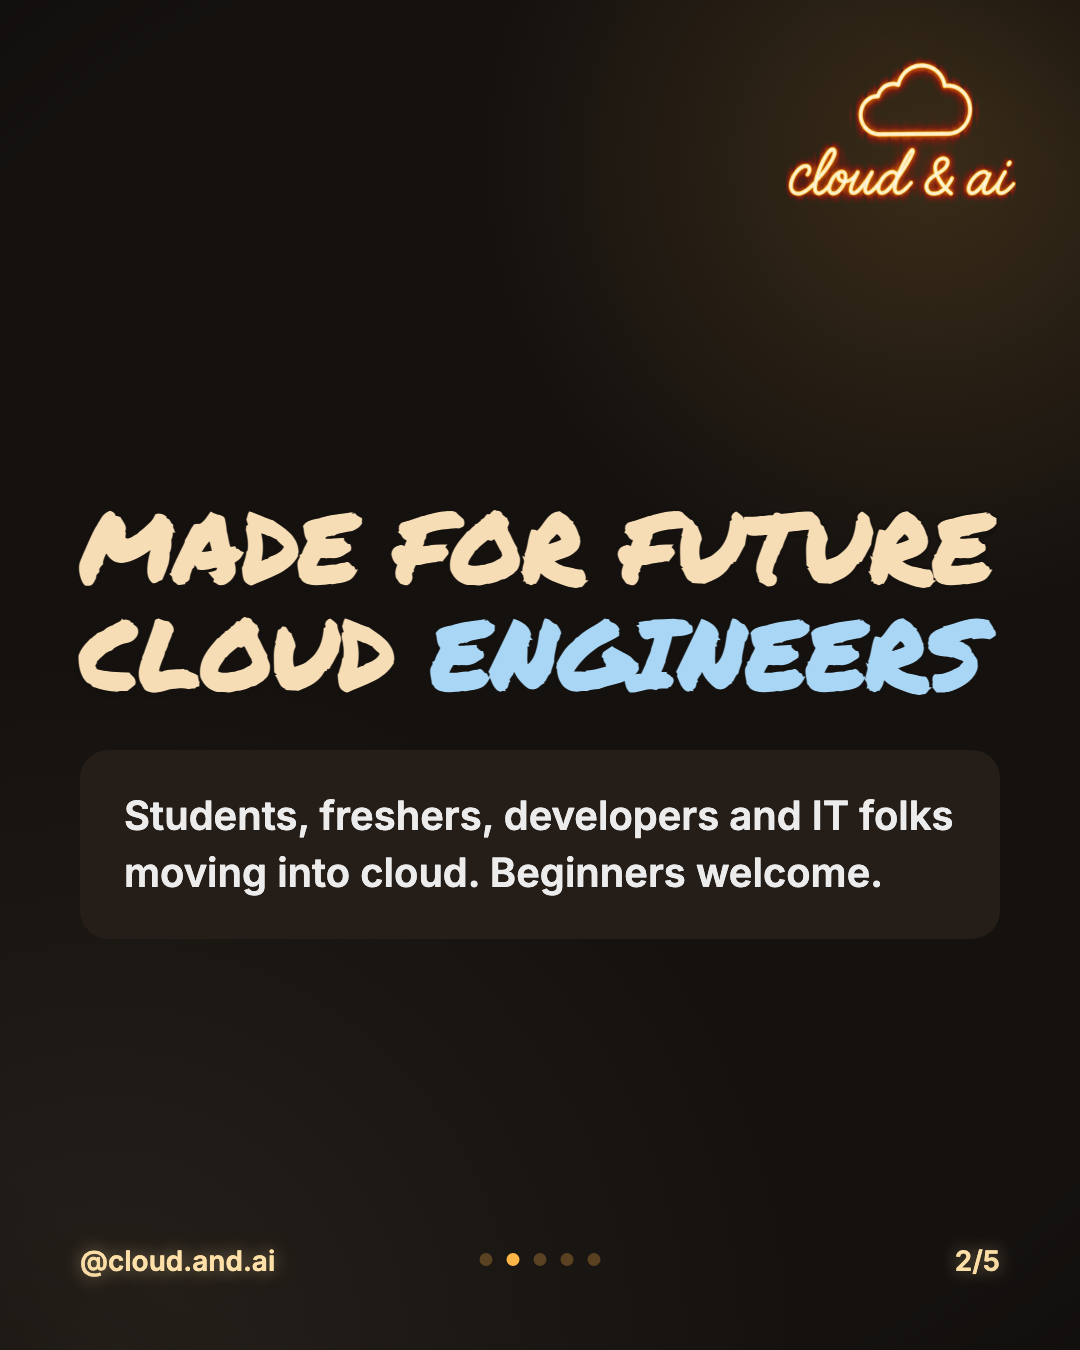 cloud & ai
MADE FOR FUTURE
CLOUD ENGINEERS
Students, freshers, developers and IT folks
moving into cloud. Beginners welcome.
@cloud.and.ai
2/5